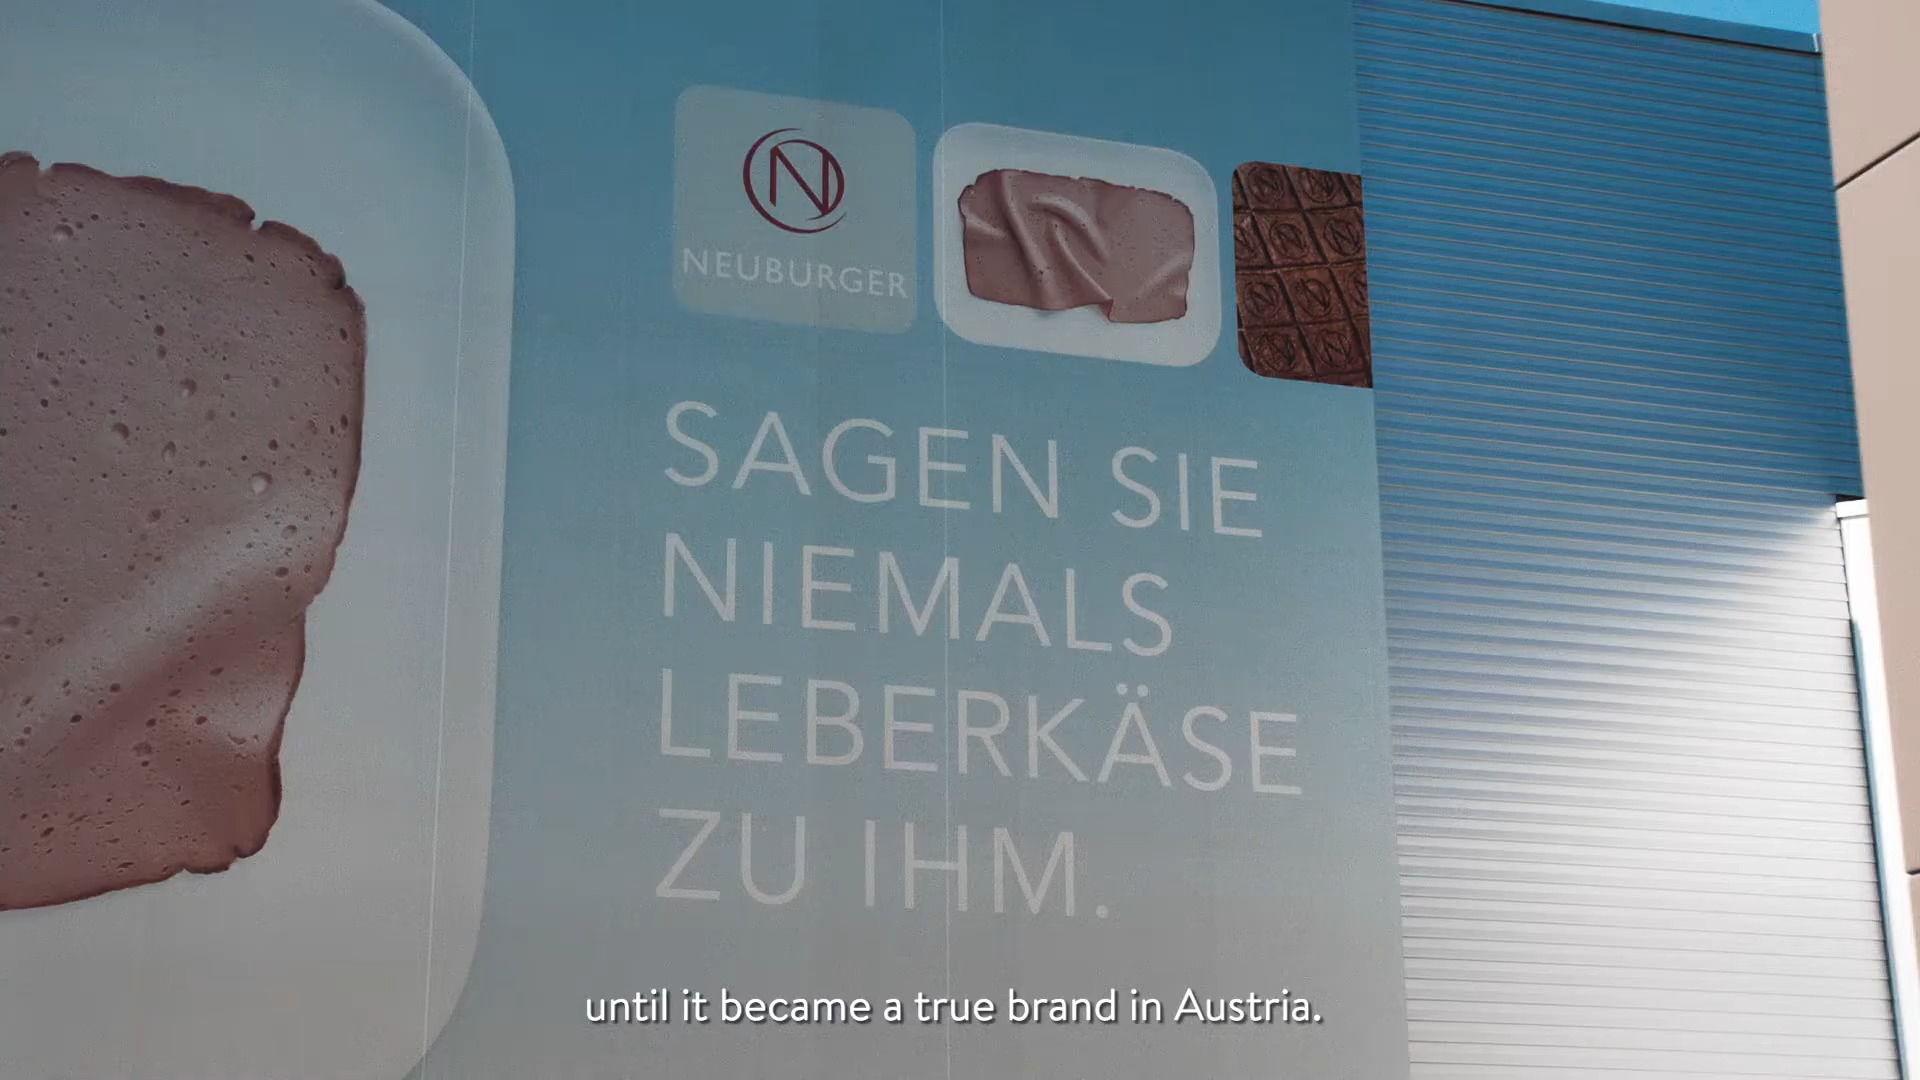 NEUBURGER
SAGEN SIE
NIEMALS
LEBERKÄSE
ZU IHM.
until it became a true brand in Austria.